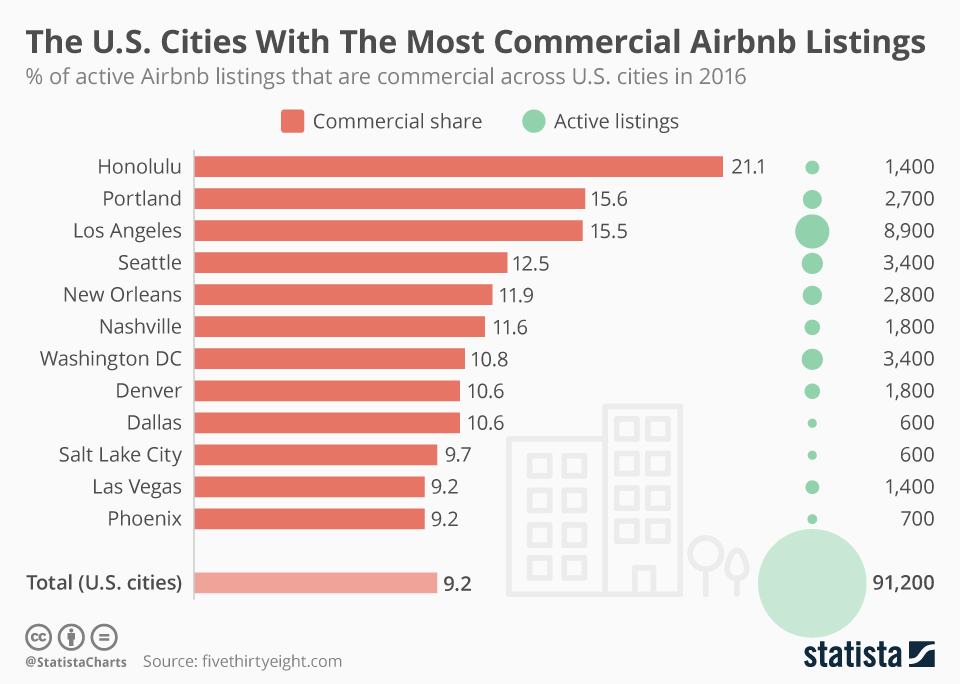 The U.S. Cities With The Most Commercial Airbnb Listings
% of active Airbnb listings that are commercial across U.S. cities in 2016
Commercial share Active listings
Honolulu 21.1 1,400
Portland 15.6 2,700
Los Angeles 15.5 8,900
Seattle 12.5 3,400
New Orleans 11.9 2,800
Nashville 11.6 1,800
Washington DC 10.8 3,400
Denver 10.6 1,800
Dallas 10.6 600
Salt Lake City 9.7 600
Las Vegas 9.2 1,400
Phoenix 9.2 700
Total (U.S. cities) 9.2 91,200
cc
@StatistaCharts Source: fivethirtyeight.com
statista